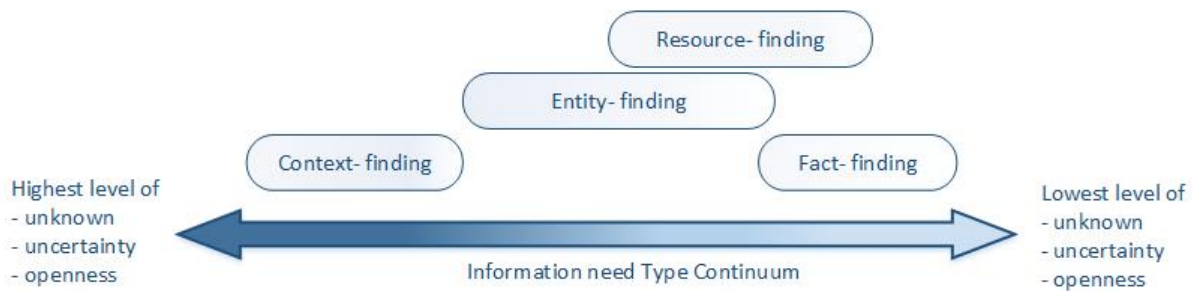 Resource- finding
Entity- finding
Context- finding
Fact- finding
Highest level of
- unknown
- uncertainty
- openness
Lowest level of
- unknown
- uncertainty
- openness
Information need Type Continuum